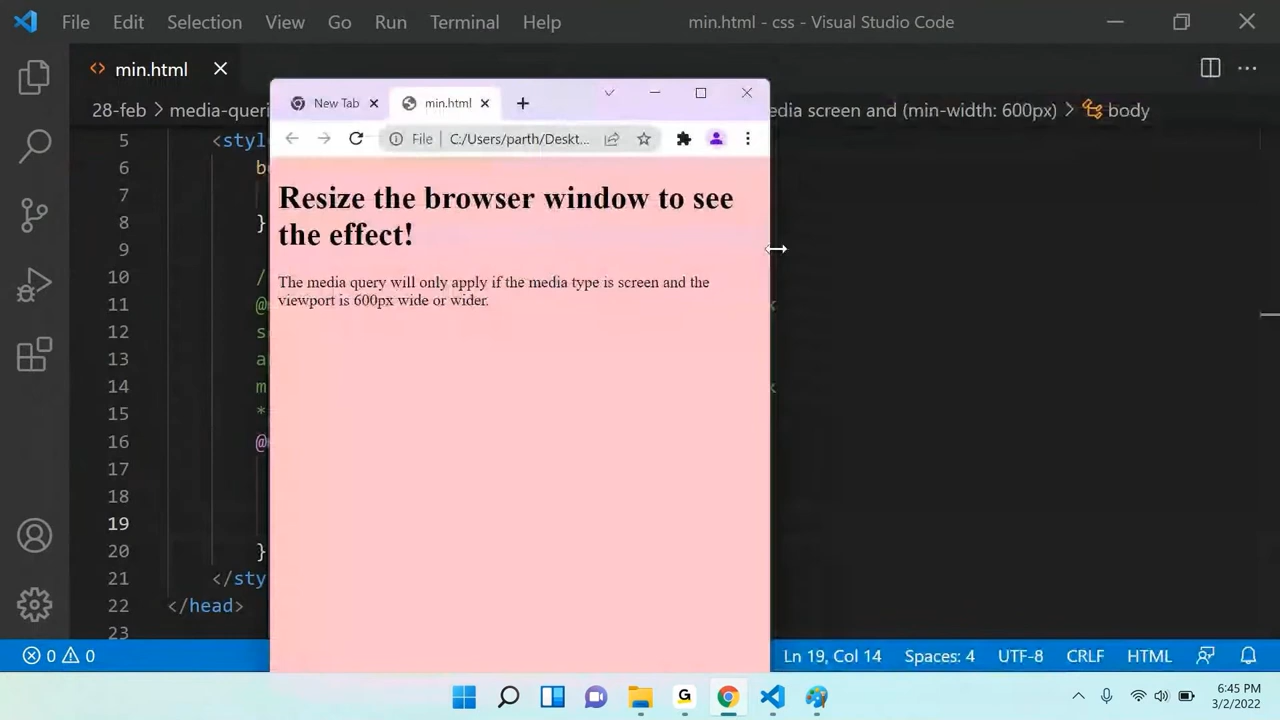 File Edit Selection View Go Run Terminal Help min.html - css - Visual Studio Code
min.html
28-feb media-queri dia screen and (min-width: 600px) body
New Tab min.html
File C:/Users/parth/Deskt...
Resize the browser window to see
the effect!
The media query will only apply if the media type is screen and the
viewport is 600px wide or wider.
5 <styl
6 b
7
8 }
9
10 /
11 @
12 s
13 a
14 m
15 *
16 @
17
18
19
20 }
21 </sty
22 </head>
23
0 0 Ln 19, Col 14 Spaces: 4 UTF-8 CRLF HTML
G
6:45 PM
3/2/2022